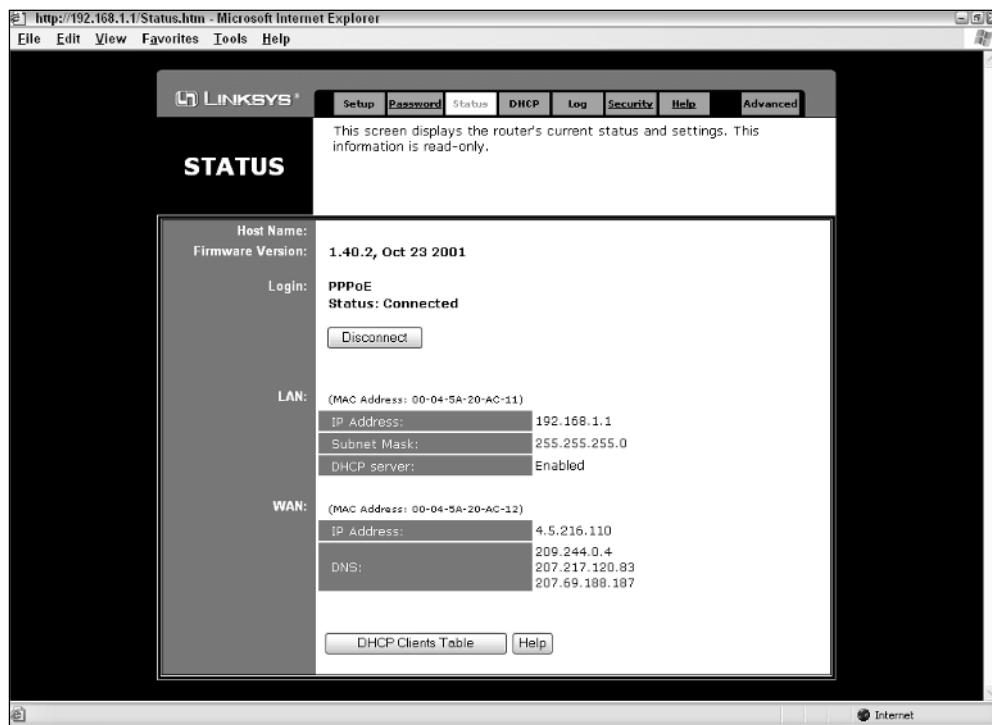 http://192.168.1.1/Status.htm - Microsoft Internet Explorer
File Edit View Favorites Tools Help
LINKSYS®
Setup Password Status DHCP Log Security Help Advanced
STATUS
This screen displays the router's current status and settings. This
information is read-only.
Host Name:
Firmware Version: 1.40.2, Oct 23 2001
Login: PPPoE
Status: Connected
Disconnect
LAN: (MAC Address: 00-04-5A-20-AC-11)
IP Address: 192.168.1.1
Subnet Mask: 255.255.255.0
DHCP server: Enabled
WAN: (MAC Address: 00-04-5A-20-AC-12)
IP Address: 4.5.216.110
DNS: 209.244.0.4
207.217.120.83
207.69.188.187
DHCP Clients Table Help
Internet